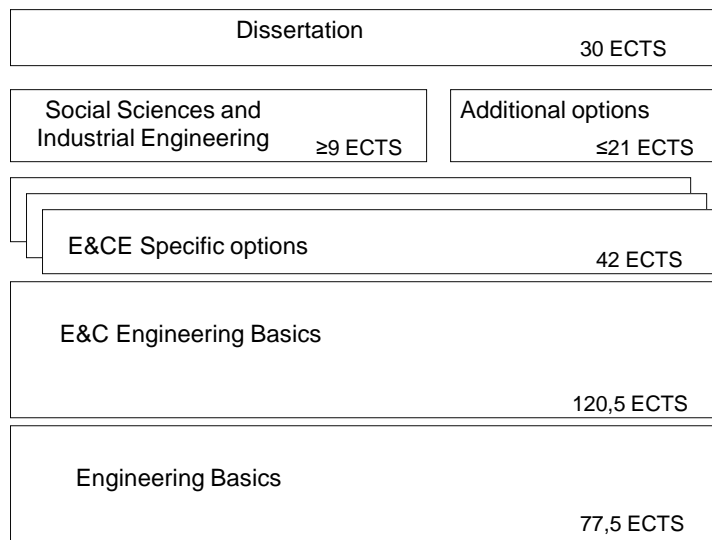 Dissertation
30 ECTS
Social Sciences and
Industrial Engineering
≥9 ECTS
Additional options
≤21 ECTS
E&CE Specific options
42 ECTS
E&C Engineering Basics
120,5 ECTS
Engineering Basics
77,5 ECTS